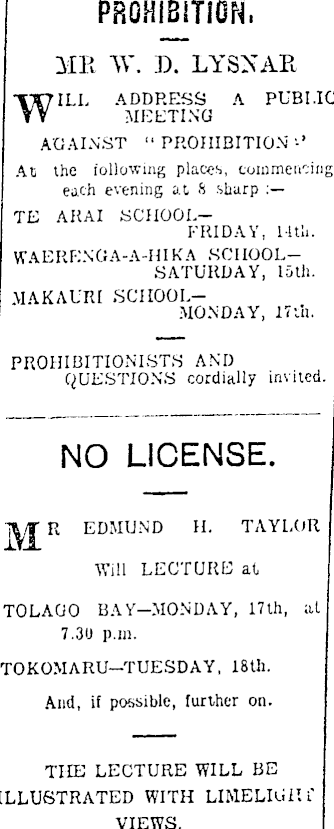 PROHIBITION.
MR W. D. LYSNAR
WILL ADDRESS A PUBLIC
MEETING
AGAINST "PROHIBITION"
At the following places, commencing
each evening at 8 sharp :—
TE ARAI SCHOOL—
FRIDAY, 14th.
WAERENGA-A-HIKA SCHOOL—
SATURDAY, 15th.
MAKAURI SCHOOL—
MONDAY, 17th.
PROHIBITIONISTS AND
QUESTIONS cordially invited.
NO LICENSE.
MR EDMUND H. TAYLOR
Will LECTURE at
TOLAGO BAY—MONDAY, 17th, at
7.30 p.m.
TOKOMARU—TUESDAY, 18th.
And, if possible, further on.
THE LECTURE WILL BE
ILLUSTRATED WITH LIMELIGHT
VIEWS.